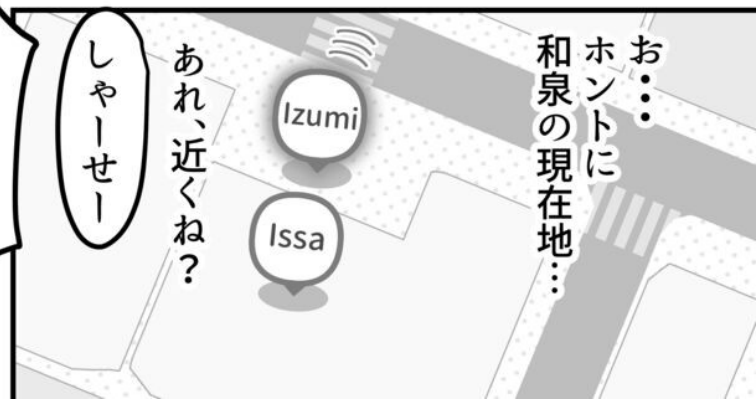 お・・・
ホントに
和泉の現在地…
Izumi
Issa
あれ、近くね？
しゃーせー